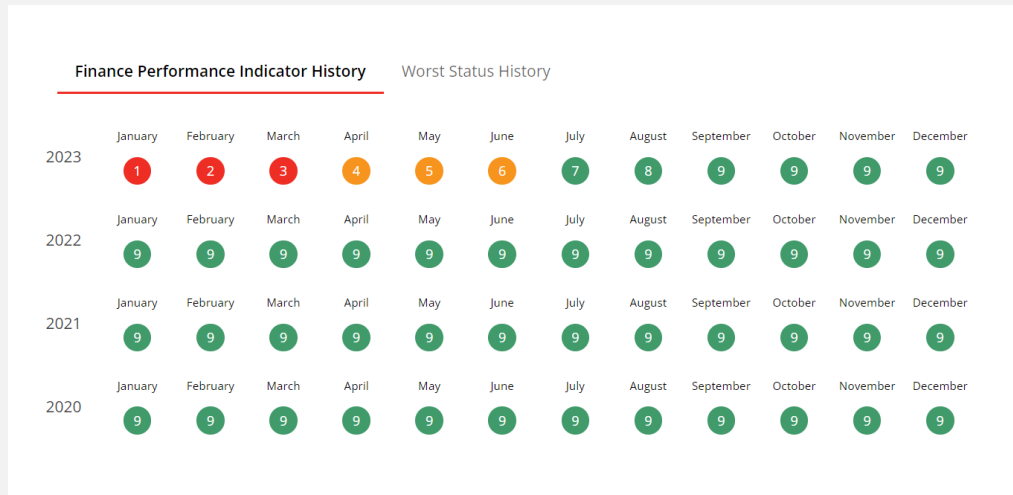 Finance Performance Indicator History Worst Status History
January February March April May June July August September October November December
2023 1 2 3 4 5 6 7 8 9 9 9 9
January February March April May June July August September October November December
2022 9 9 9 9 9 9 9 9 9 9 9 9
January February March April May June July August September October November December
2021 9 9 9 9 9 9 9 9 9 9 9 9
January February March April May June July August September October November December
2020 9 9 9 9 9 9 9 9 9 9 9 9